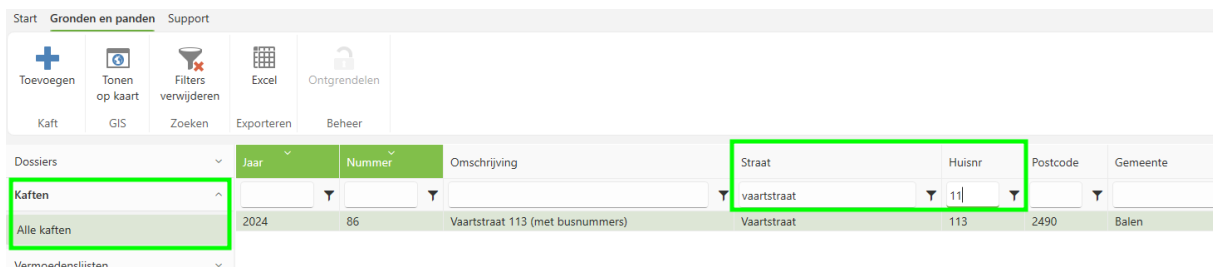 Start Gronden en panden Support
Toevoegen Tonen op kaart Filters verwijderen Excel Ontgrendelen
Kaft GIS Zoeken Exporteren Beheer
Dossiers Jaar Nummer Omschrijving Straat Huisnr Postcode Gemeente
Kaften vaartstraat 11
Alle kaften 2024 86 Vaartstraat 113 (met busnummers) Vaartstraat 113 2490 Balen
Vermoedenslijsten